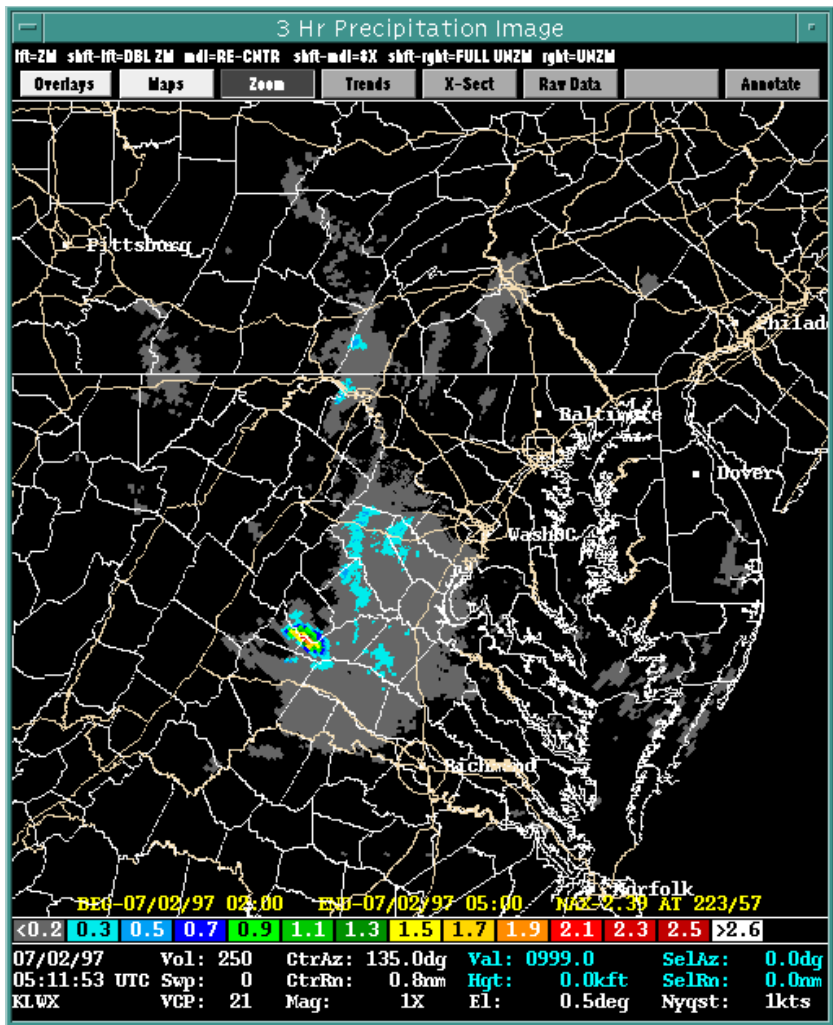 3 Hr Precipitation Image
lft=ZM shft-lft=DBL ZM mdl=RE-CNTR shft-mdl=8X shft-rght=FULL UNZM rght=UNZM
Overlays Maps Zoom Trends X-Sect Raw Data Annotate
Pittsburg
Philad
Baltimore
Dover
WashDC
Richmond
Norfolk
BEG-07/02/97 02:00 END-07/02/97 05:00 MAX-2.39 AT 223/57
<0.2 0.3 0.5 0.7 0.9 1.1 1.3 1.5 1.7 1.9 2.1 2.3 2.5 >2.6
07/02/97 Vol: 250 CtrAz: 135.0dg Val: 0999.0 SelAz: 0.0dg
05:11:53 UTC Swp: 0 CtrRn: 0.8nm Hgt: 0.0kft SelRn: 0.0nm
KLWX VCP: 21 Mag: 1X El: 0.5deg Nyqst: 1kts